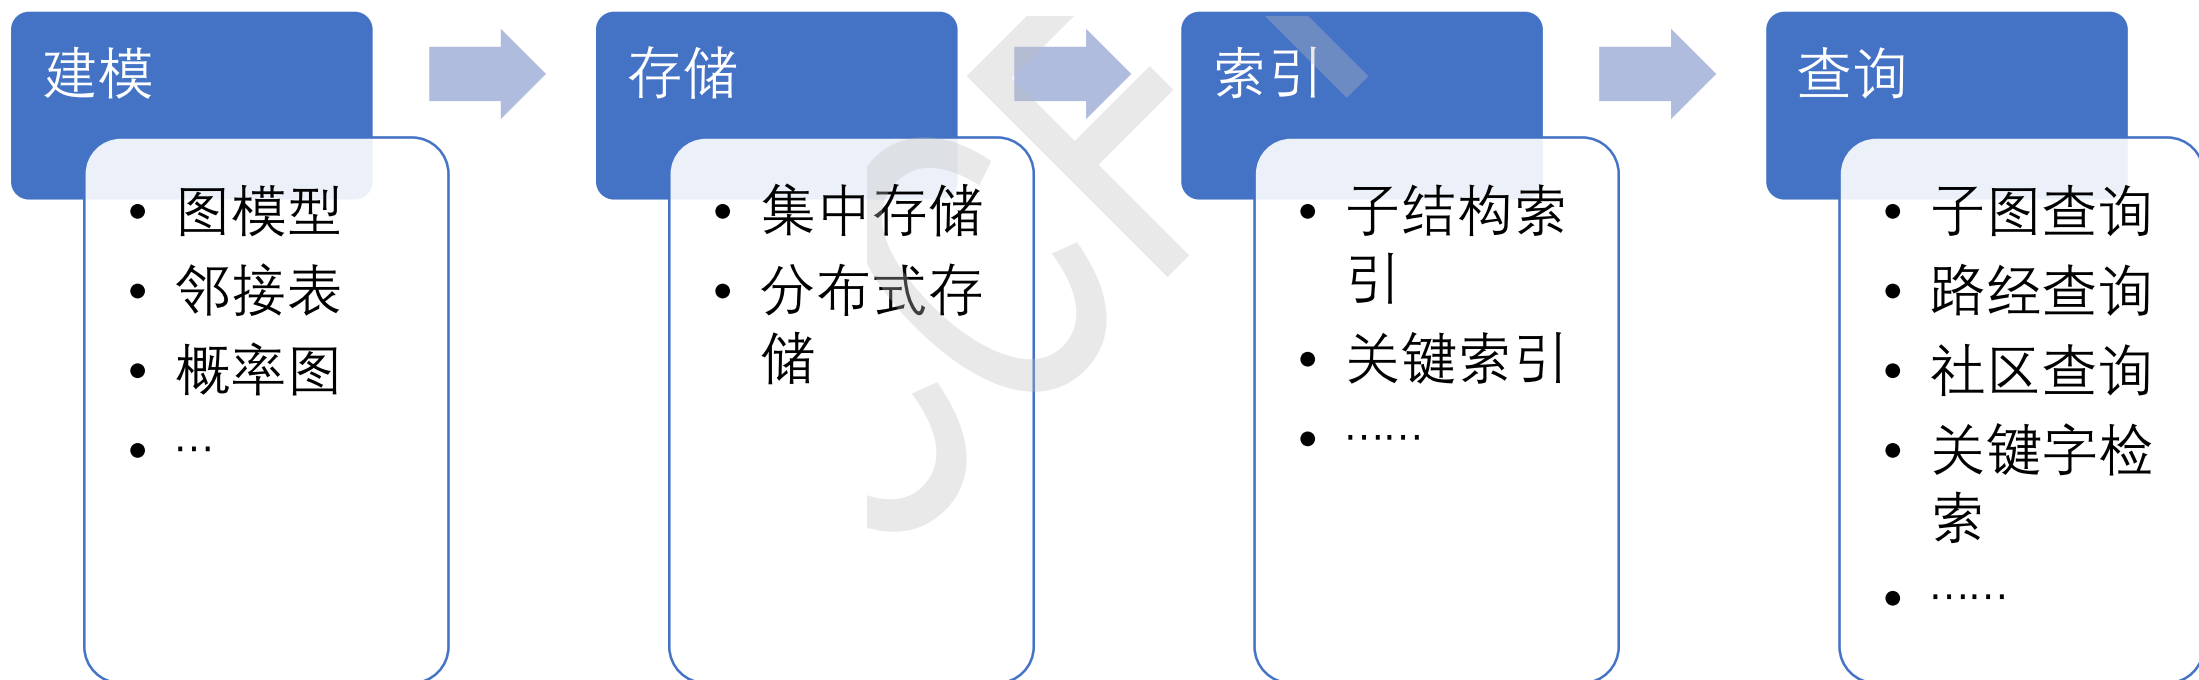 建模
• 图模型
• 邻接表
• 概率图
• …
存储
• 集中存储
• 分布式存
储
索引
• 子结构索
引
• 关键索引
• ……
查询
• 子图查询
• 路经查询
• 社区查询
• 关键字检
索
• ……
CCF